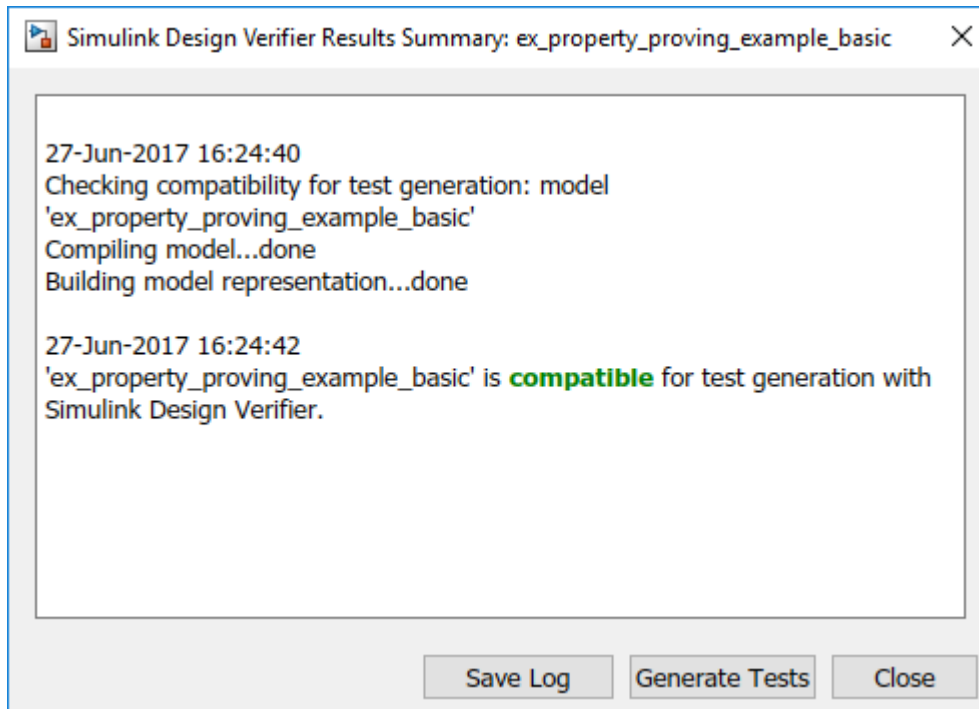 Simulink Design Verifier Results Summary: ex_property_proving_example_basic
27-Jun-2017 16:24:40
Checking compatibility for test generation: model
'ex_property_proving_example_basic'
Compiling model...done
Building model representation...done
27-Jun-2017 16:24:42
'ex_property_proving_example_basic' is compatible for test generation with
Simulink Design Verifier.
Save Log
Generate Tests
Close